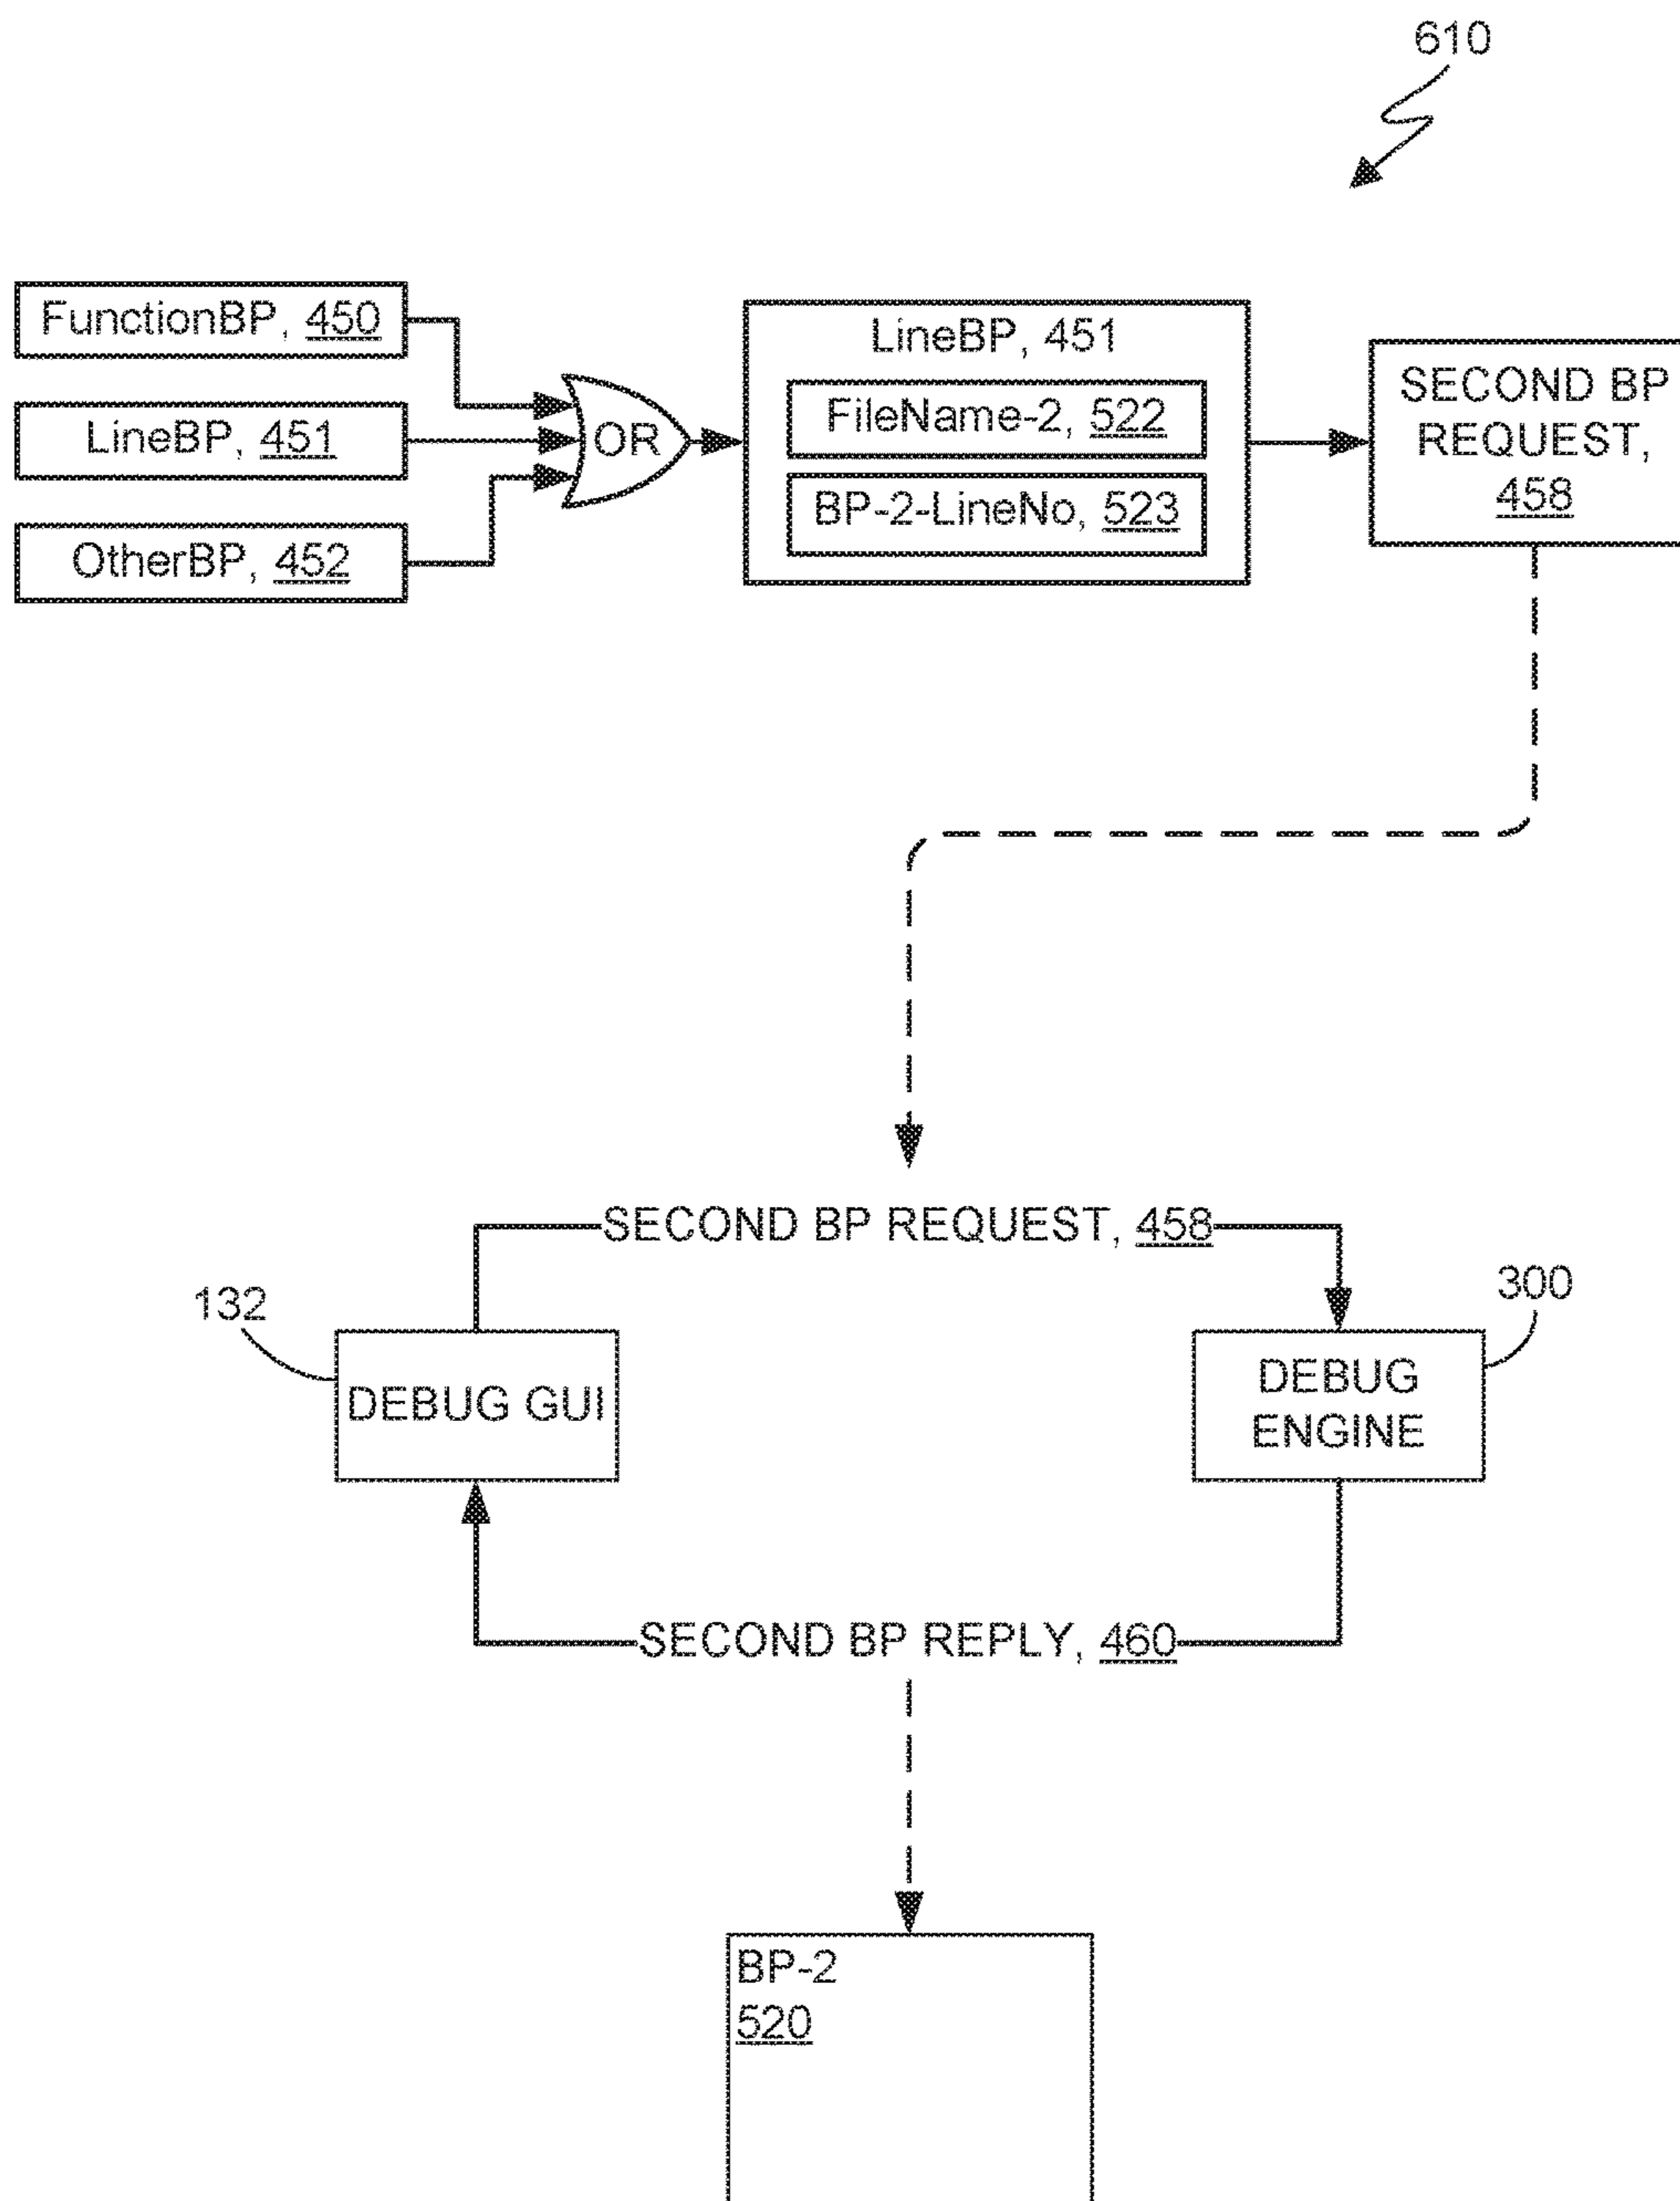 610
FunctionBP, 450
LineBP, 451
OtherBP, 452
OR
LineBP, 451
FileName-2, 522
BP-2-LineNo, 523
SECOND BP
REQUEST,
458
SECOND BP REQUEST, 458
132
DEBUG GUI
300
DEBUG
ENGINE
SECOND BP REPLY, 460
BP-2
520